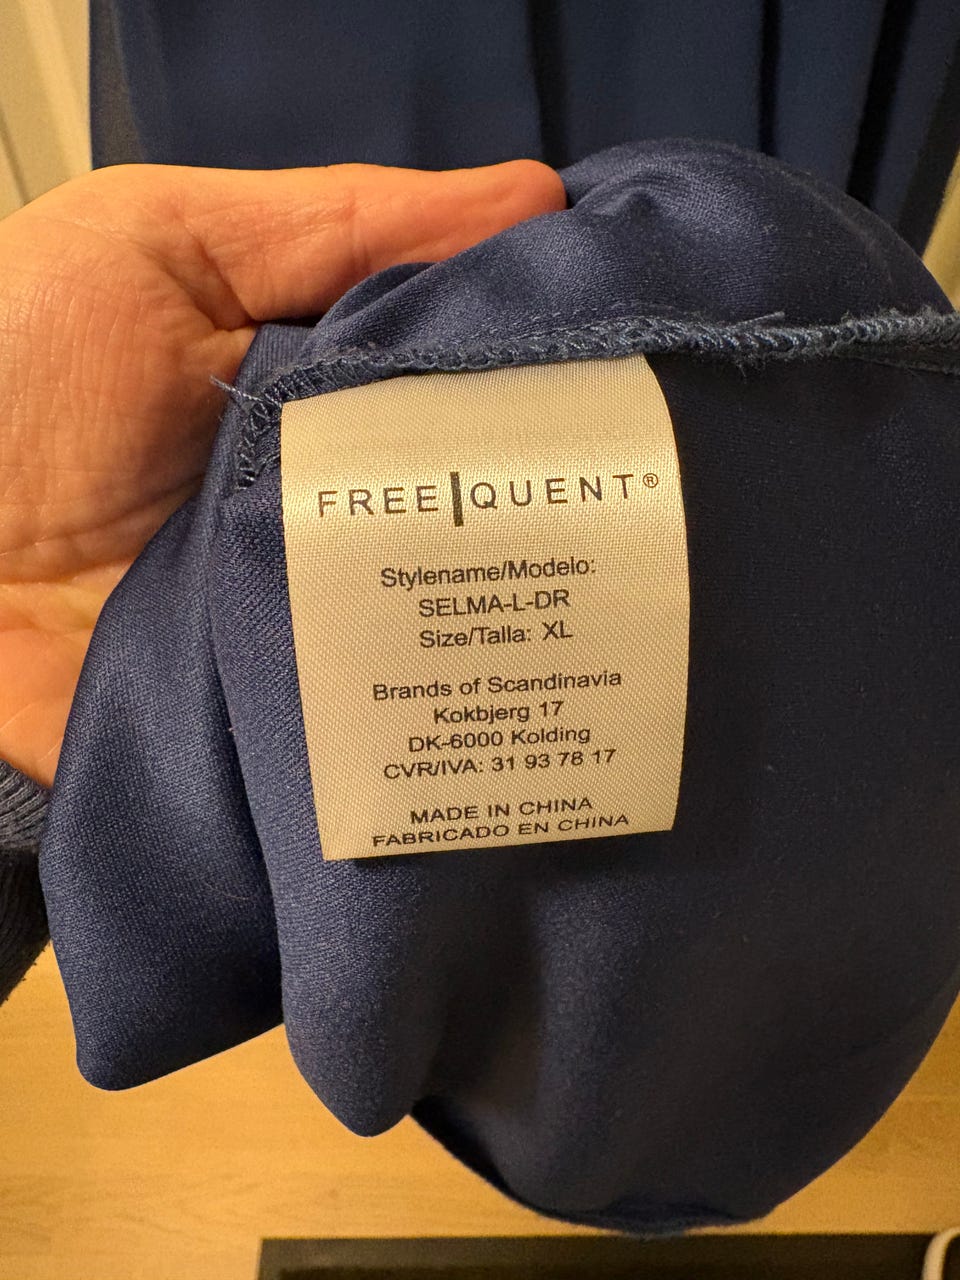 FREE|QUENT®
Stylename/Modelo:
SELMA-L-DR
Size/Talla: XL
Brands of Scandinavia
Kokbjerg 17
DK-6000 Kolding
CVR/IVA: 31 93 78 17
MADE IN CHINA
FABRICADO EN CHINA